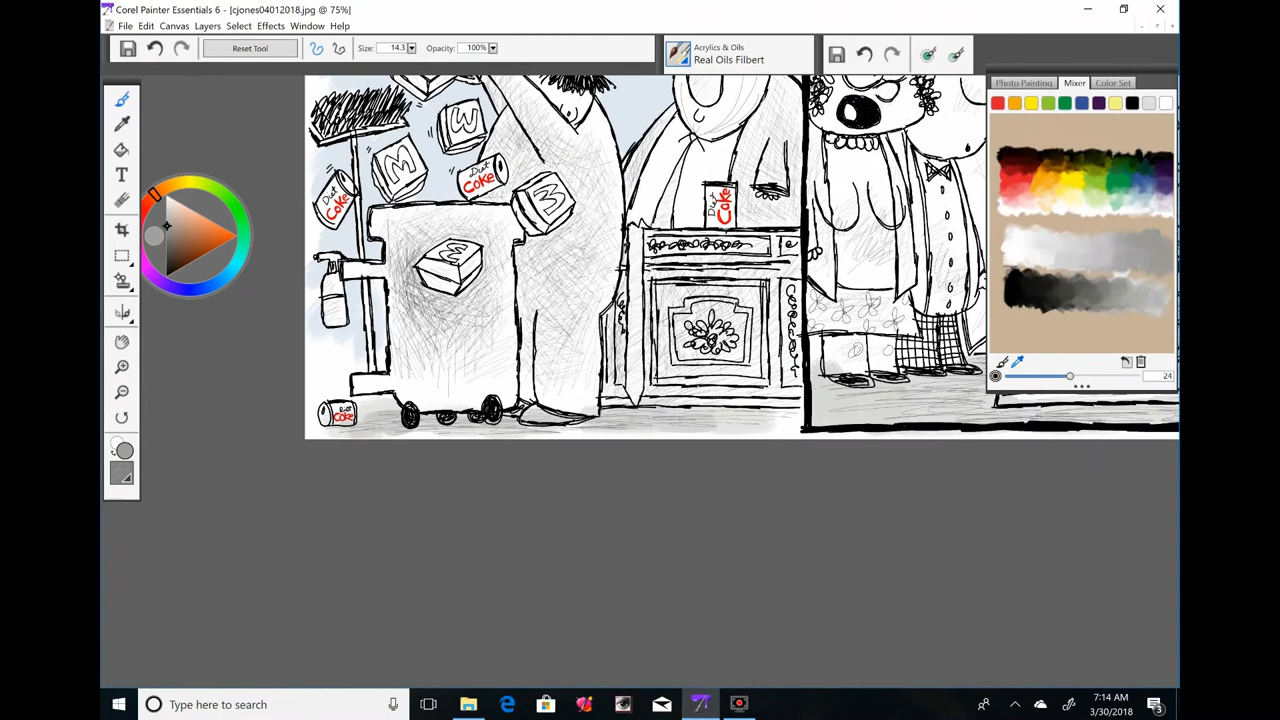 Corel Painter Essentials 6 - [cjones04012018.jpg @ 75%]
File Edit Canvas Layers Select Effects Window Help
Reset Tool
Size: 14.3
Opacity: 100%
Acrylics & Oils
Real Oils Filbert
Photo Painting Mixer Color Set
W
M
Diet
Coke
Diet
Coke
3
Diet
Coke
M
Diet
Coke
24
Type here to search
7:14 AM
3/30/2018
3